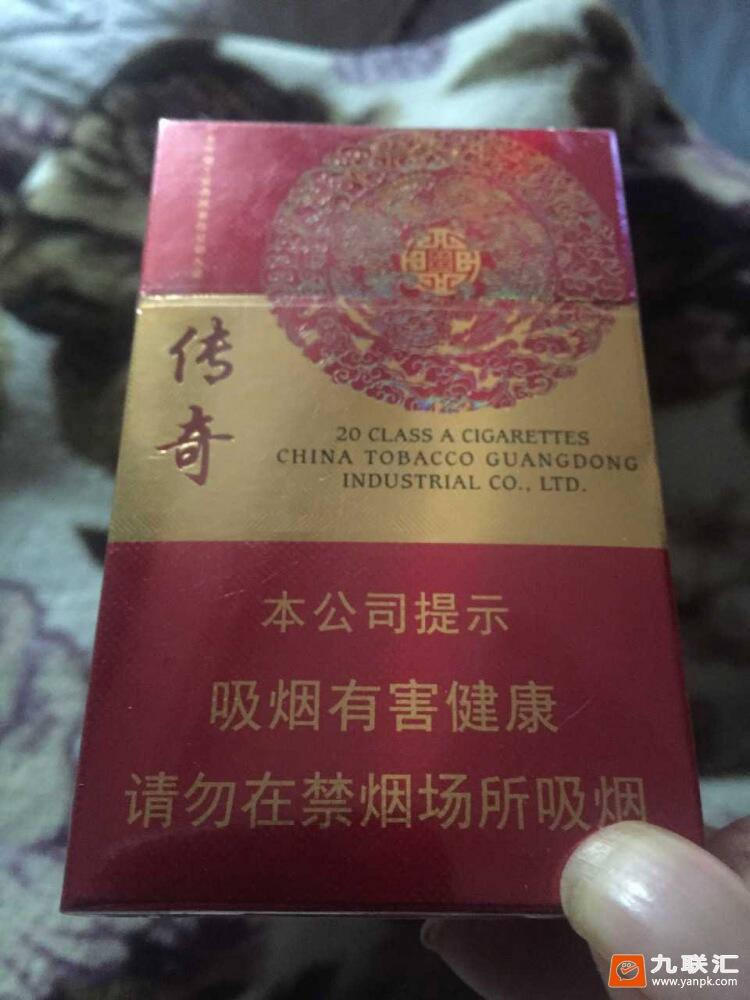 传奇
20 CLASS A CIGARETTES
CHINA TOBACCO GUANGDONG
INDUSTRIAL CO., LTD.
本公司提示
吸烟有害健康
请勿在禁烟场所吸烟
九联汇
www.yanpk.com